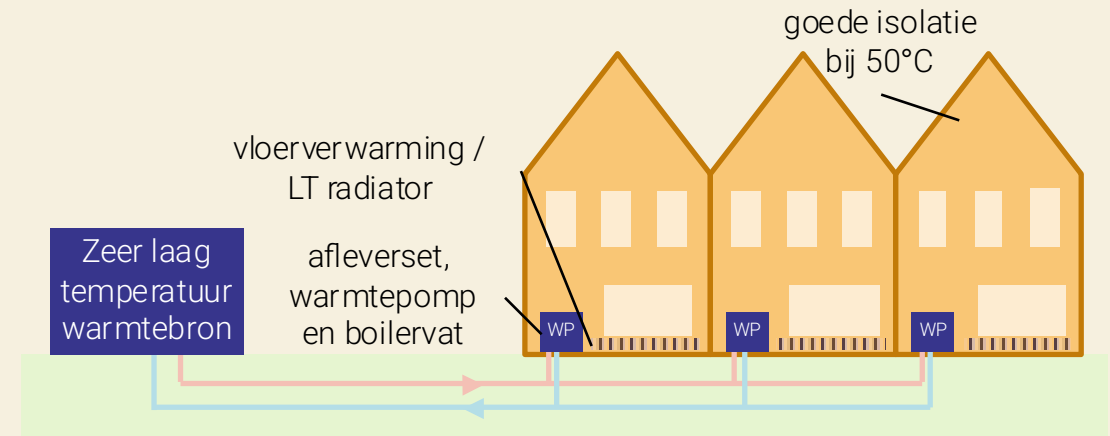 goede isolatie
bij 50°C
vloerverwarming /
LT radiator
Zeer laag
temperatuur
warmtebron
afleverset,
warmtepomp
en boilervat
WP
WP
WP